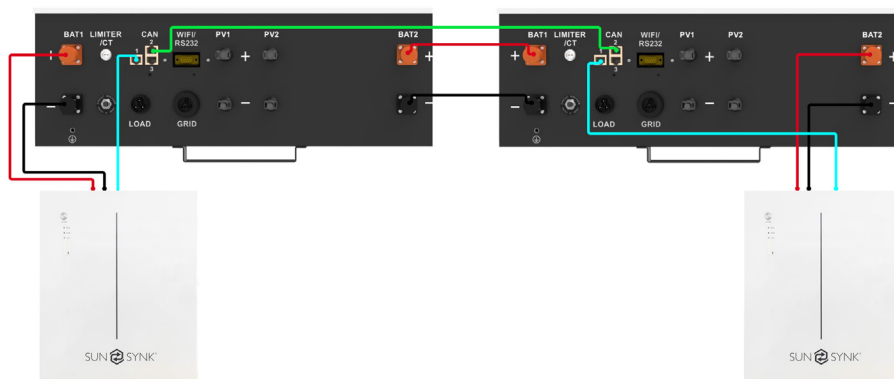 BAT1 LIMITER /CT CAN WIFI/ RS232 PV1 PV2 BAT2
1 2 3
+ + +
- - -
LOAD GRID
BAT1 LIMITER /CT CAN WIFI/ RS232 PV1 PV2 BAT2
1 2 3
+ + +
- - -
LOAD GRID
SUN SYNK
SUN SYNK